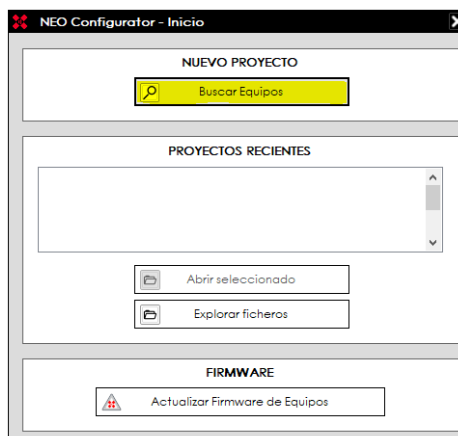 NEO Configurator - Inicio
NUEVO PROYECTO
Buscar Equipos
PROYECTOS RECIENTES
Abrir seleccionado
Explorar ficheros
FIRMWARE
Actualizar Firmware de Equipos